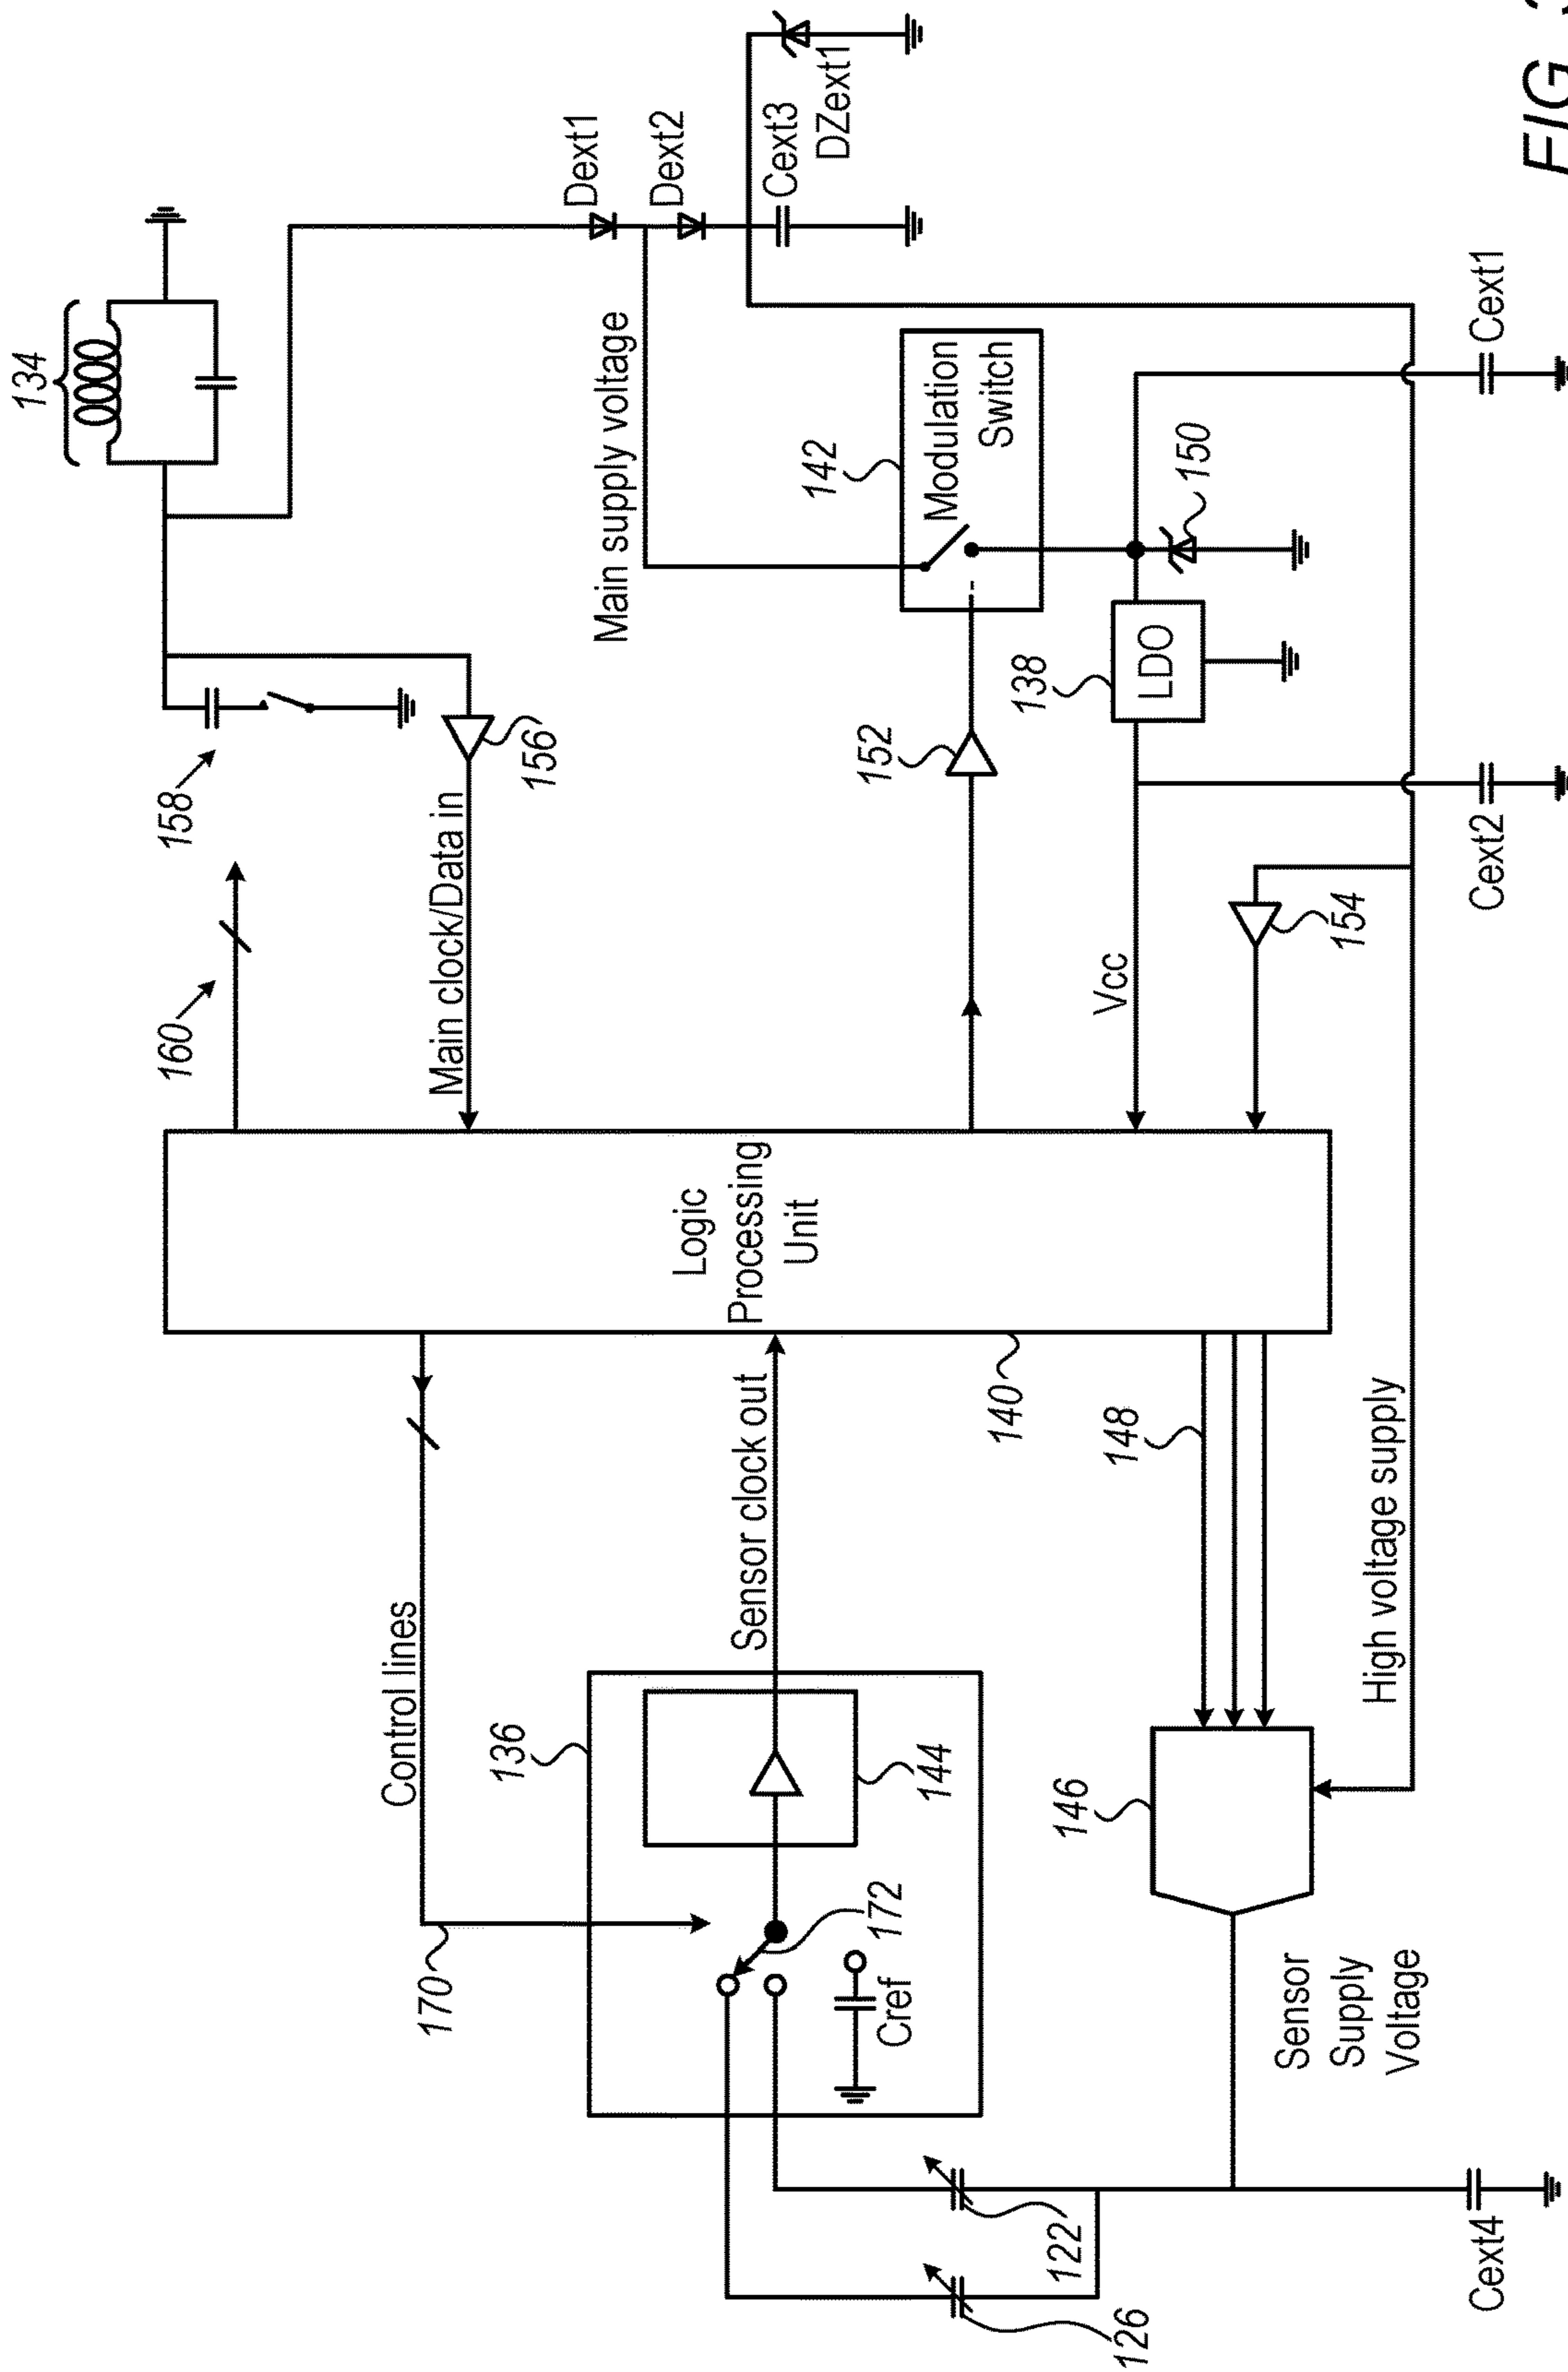 134
Dext1
Dext2
Cext3
DZext1
158
160
156
Main clock/Data in
Main supply voltage
142
Modulation
Switch
152
150
138
LDO
Vcc
154
Cext1
Cext2
Logic
Processing
Unit
140
Control lines
170
Sensor clock out
136
144
172
Cref
148
146
High voltage supply
Sensor
Supply
Voltage
122
126
Cext4
FIG